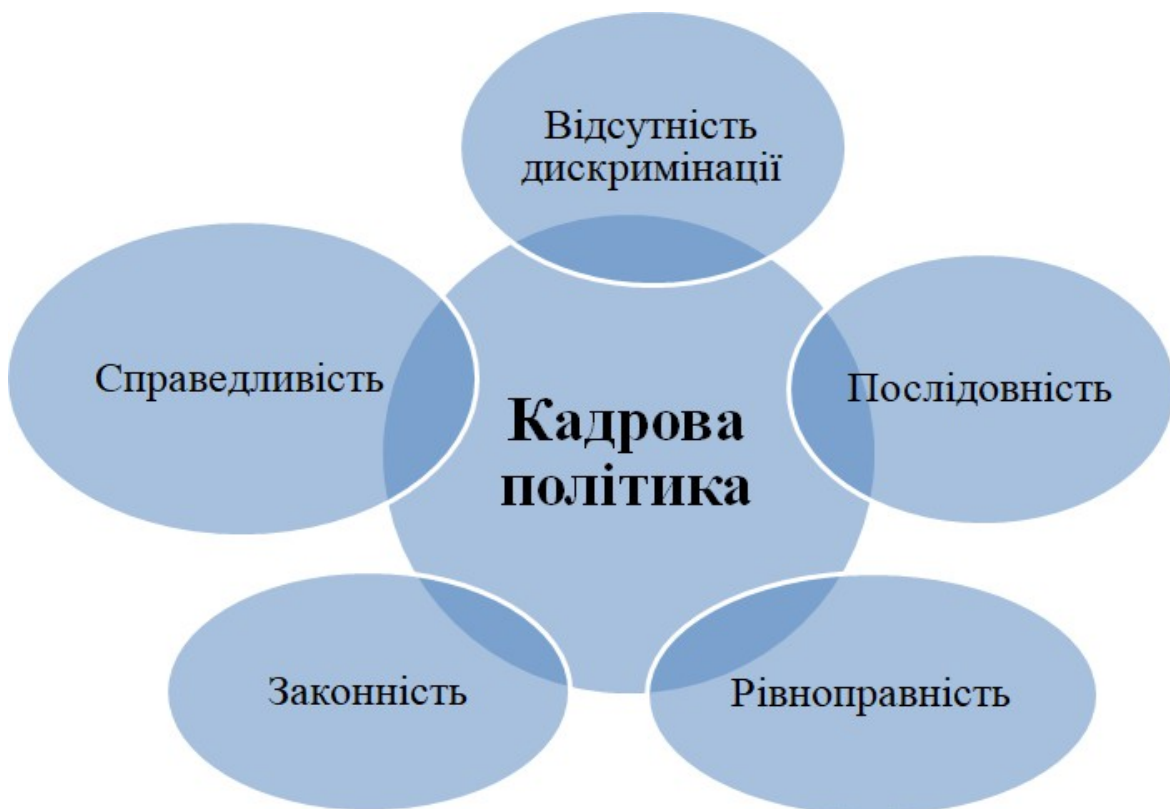 Відсутність
дискримінації
Справедливість
Послідовність
Кадрова
політика
Законність
Рівноправність